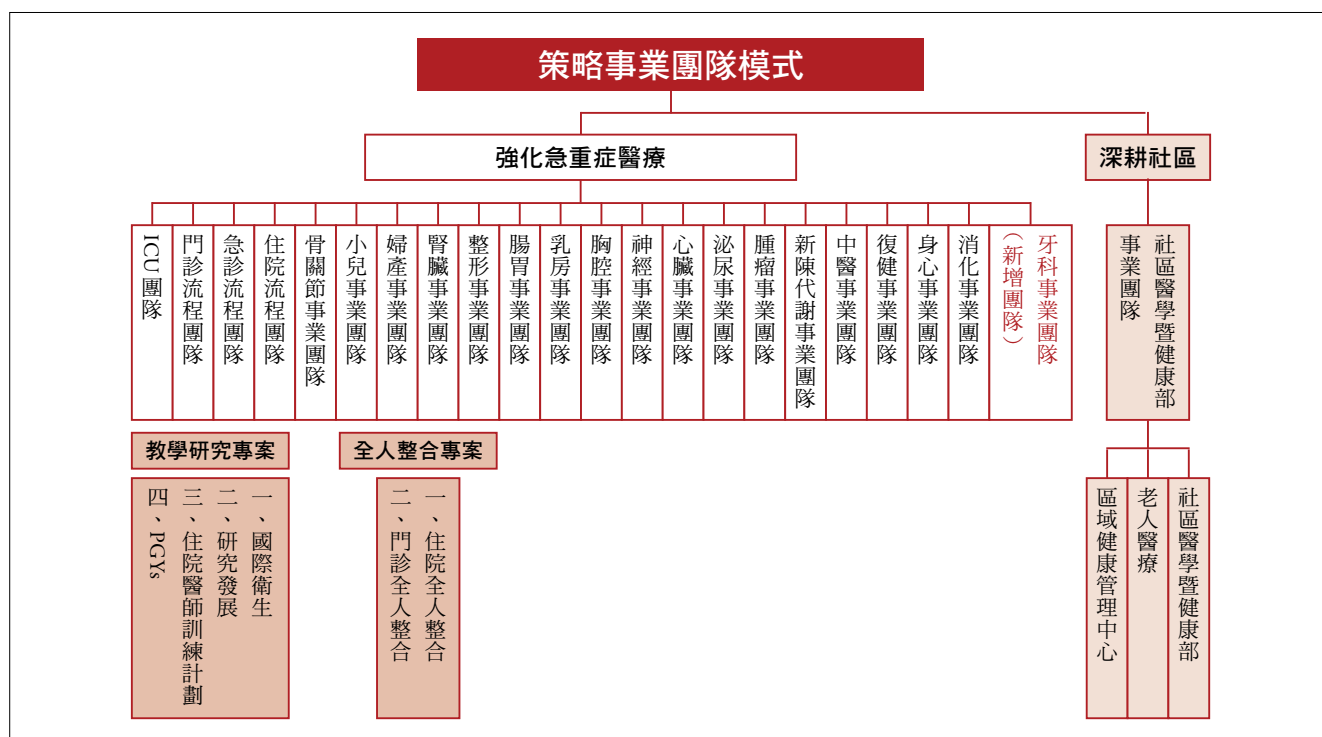 策略事業團隊模式
強化急重症醫療
深耕社區
ICU團隊
門診流程團隊
急診流程團隊
住院流程團隊
骨關節事業團隊
小兒事業團隊
婦產事業團隊
腎臟事業團隊
整形事業團隊
腸胃事業團隊
乳房事業團隊
胸腔事業團隊
神經事業團隊
心臟事業團隊
泌尿事業團隊
腫瘤事業團隊
新陳代謝事業團隊
中醫事業團隊
復健事業團隊
身心事業團隊
消化事業團隊
牙科事業團隊
（新增團隊）
社區醫學暨健康部
事業團隊
教學研究專案
一、國際衛生
二、研究發展
三、住院醫師訓練計劃
四、PGYs
全人整合專案
一、住院全人整合
二、門診全人整合
區域健康管理中心
老人醫療
社區醫學暨健康部